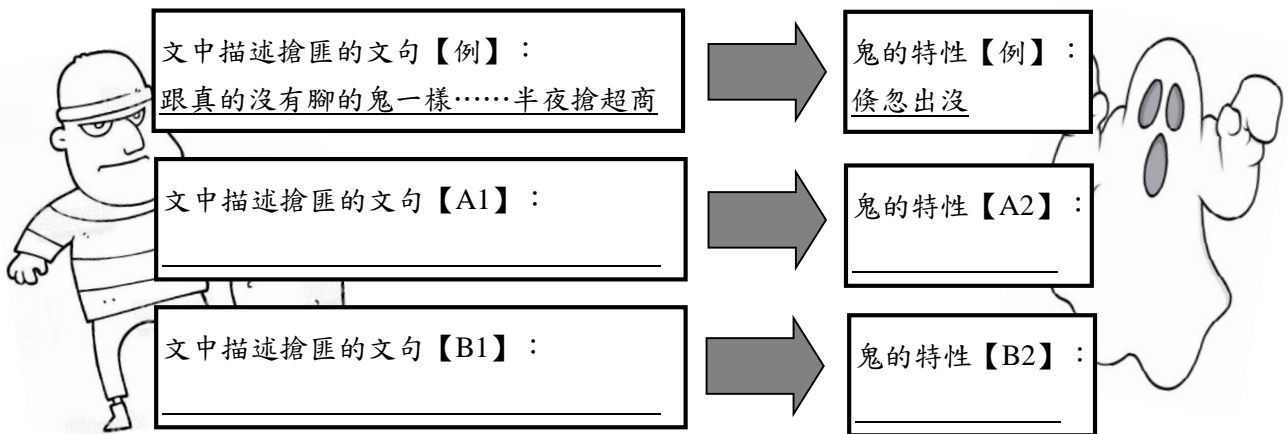 文中描述搶匪的文句【例】：
跟真的沒有腳的鬼一樣……半夜搶超商
鬼的特性【例】：
倏忽出沒
文中描述搶匪的文句【A1】：
鬼的特性【A2】：
文中描述搶匪的文句【B1】：
鬼的特性【B2】：